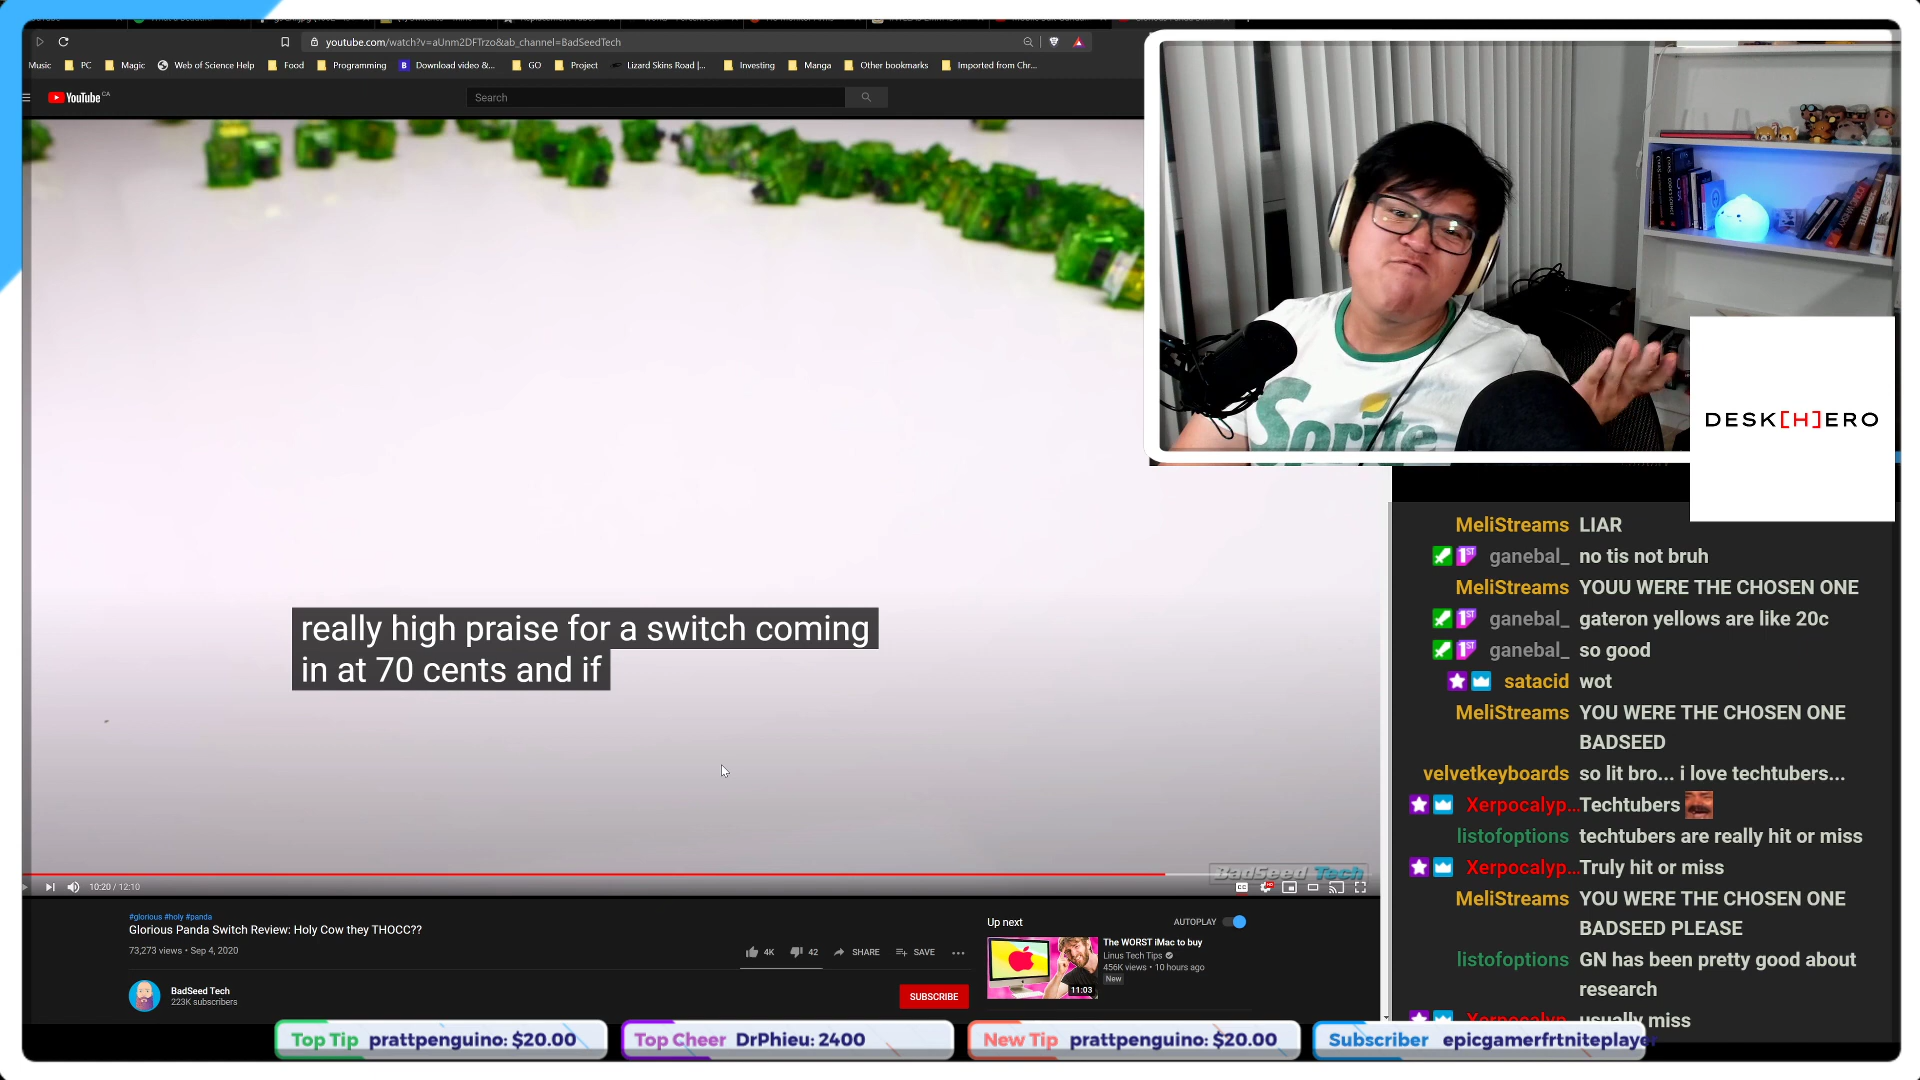 youtube.com/watch?v=aUnm2DFTrzo&ab_channel=BadSeedTech
Music PC Magic Web of Science Help Food Programming Download video &... GO Project Lizard Skins Road |... Investing Manga Other bookmarks Imported from Chr...
YouTube CA
Search
Sprite
DESK[H]ERO
really high praise for a switch coming
in at 70 cents and if
BadSeed Tech
10:20 / 12:10
#glorious #holy #panda
Glorious Panda Switch Review: Holy Cow they THOCC??
73,273 views • Sep 4, 2020
4K 42 SHARE SAVE ...
BadSeed Tech
223K subscribers
SUBSCRIBE
Up next
AUTOPLAY
The WORST iMac to buy
Linus Tech Tips
456K views • 10 hours ago
New
11:03
MeliStreams LIAR
ganebal_ no tis not bruh
MeliStreams YOUU WERE THE CHOSEN ONE
ganebal_ gateron yellows are like 20c
ganebal_ so good
satacid wot
MeliStreams YOU WERE THE CHOSEN ONE
BADSEED
velvetkeyboards so lit bro... i love techtubers...
Xerpocalyp... Techtubers
listofoptions techtubers are really hit or miss
Xerpocalyp... Truly hit or miss
MeliStreams YOU WERE THE CHOSEN ONE
BADSEED PLEASE
listofoptions GN has been pretty good about
research
Xerpocalyp... usually miss
Top Tip prattpenguino: $20.00
Top Cheer DrPhieu: 2400
New Tip prattpenguino: $20.00
Subscriber epicgamerfrtniteplayer